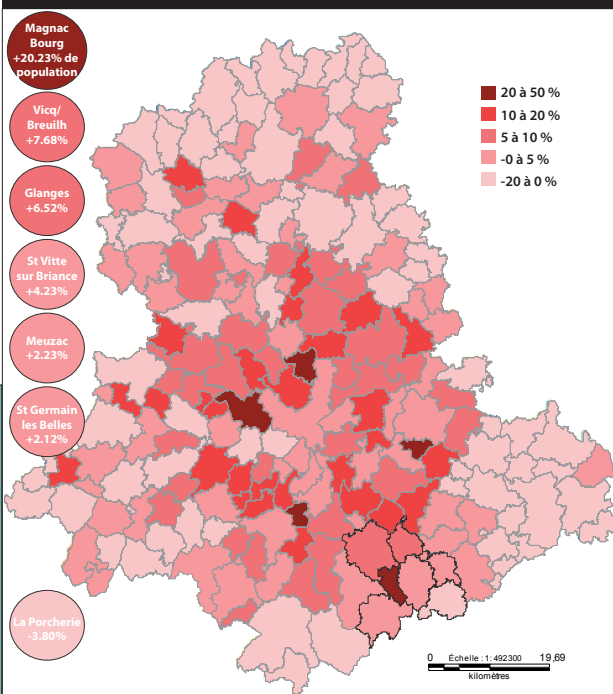 Magnac
Bourg
+20.23% de
population
Vicq/
Breuilh
+7.68%
Glanges
+6.52%
St Vitte
sur Briance
+4.23%
Meuzac
+2.23%
St Germain
les Belles
+2.12%
La Porcherie
-3.80%
20 à 50 %
10 à 20 %
5 à 10 %
-0 à 5 %
-20 à 0 %
0 Échelle : 1: 492300 19,69
kilomètres